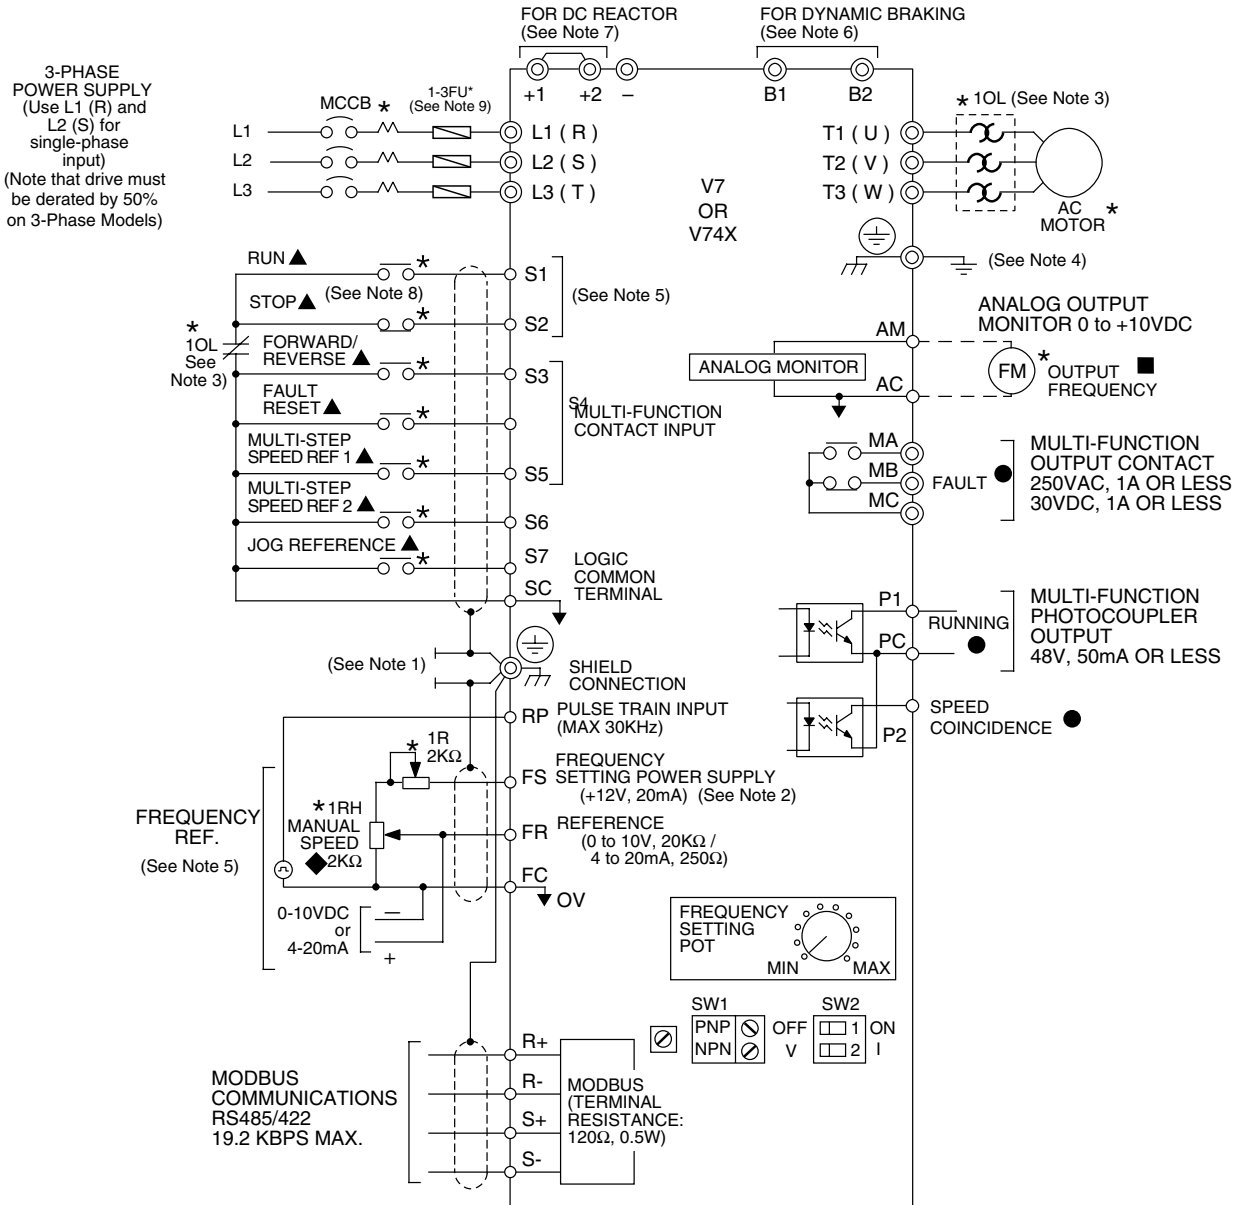 FOR DC REACTOR
(See Note 7)
FOR DYNAMIC BRAKING
(See Note 6)
3-PHASE
POWER SUPPLY
(Use L1 (R) and
L2 (S) for
single-phase
input)
(Note that drive must
be derated by 50%
on 3-Phase Models)
MCCB *
1-3FU*
(See Note 9)
+1 +2 −
B1 B2
* 1OL (See Note 3)
L1 L1 ( R )
L2 L2 ( S )
L3 L3 ( T )
T1 ( U )
T2 ( V )
T3 ( W )
V7
OR
V74X
AC
MOTOR *
(See Note 4)
RUN ▲ * S1
(See Note 8)
(See Note 5)
STOP ▲ * S2
*
1OL
See
Note 3)
FORWARD/
REVERSE ▲ * S3
FAULT
RESET ▲ * S4
MULTI-FUNCTION
CONTACT INPUT
MULTI-STEP
SPEED REF 1 ▲ * S5
MULTI-STEP
SPEED REF 2 ▲ * S6
JOG REFERENCE ▲ * S7
SC
LOGIC
COMMON
TERMINAL
ANALOG OUTPUT
MONITOR 0 to +10VDC
AM
ANALOG MONITOR
AC
FM * OUTPUT ■
FREQUENCY
MA
MB
MC
FAULT ●
MULTI-FUNCTION
OUTPUT CONTACT
250VAC, 1A OR LESS
30VDC, 1A OR LESS
P1
RUNNING
PC ●
MULTI-FUNCTION
PHOTOCOUPLER
OUTPUT
48V, 50mA OR LESS
P2
SPEED
COINCIDENCE ●
(See Note 1)
SHIELD
CONNECTION
RP PULSE TRAIN INPUT
(MAX 30KHz)
* 1R
2KΩ
FS FREQUENCY
SETTING POWER SUPPLY
(+12V, 20mA) (See Note 2)
FREQUENCY
REF.
(See Note 5)
* 1RH
MANUAL
SPEED
◆ 2KΩ
FR REFERENCE
(0 to 10V, 20KΩ /
4 to 20mA, 250Ω)
FC
OV
0-10VDC
or
4-20mA
−
+
FREQUENCY
SETTING
POT
MIN MAX
SW1
PNP
NPN
SW2
OFF 1 ON
V 2 I
MODBUS
COMMUNICATIONS
RS485/422
19.2 KBPS MAX.
R+
R-
S+
S-
MODBUS
(TERMINAL
RESISTANCE:
120Ω, 0.5W)